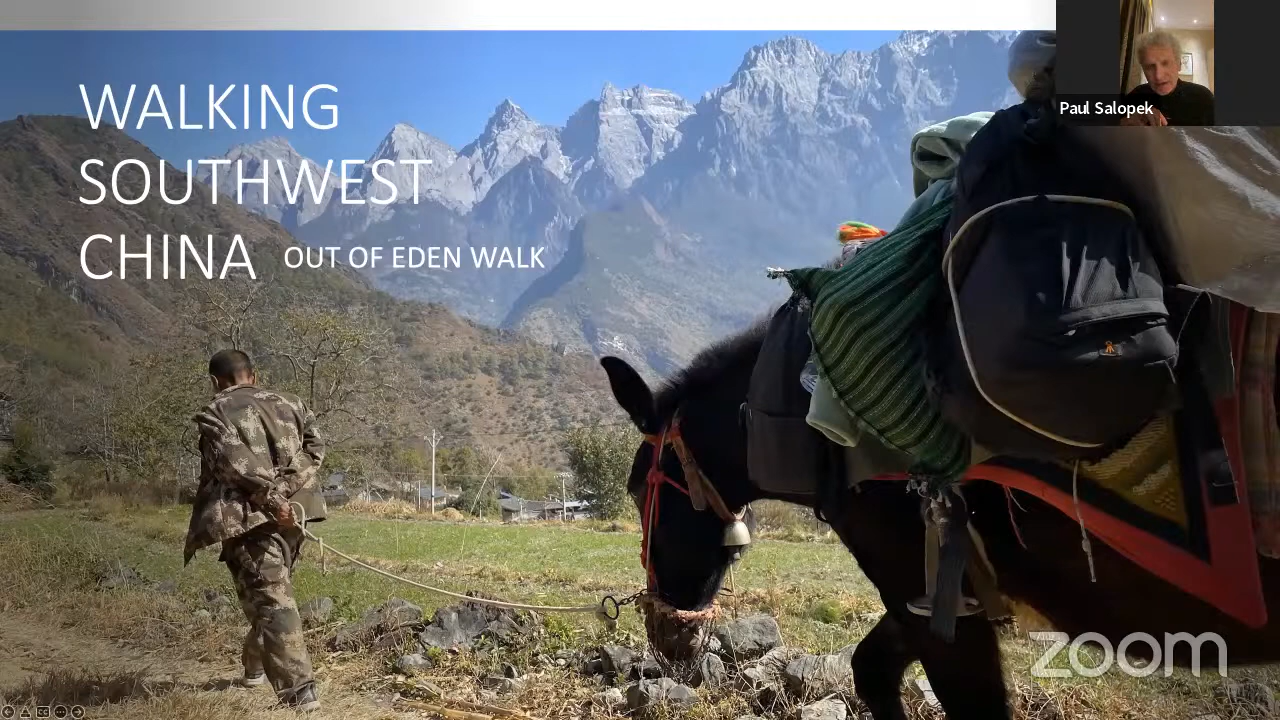 WALKING
SOUTHWEST
CHINA OUT OF EDEN WALK
Paul Salopek
zoom